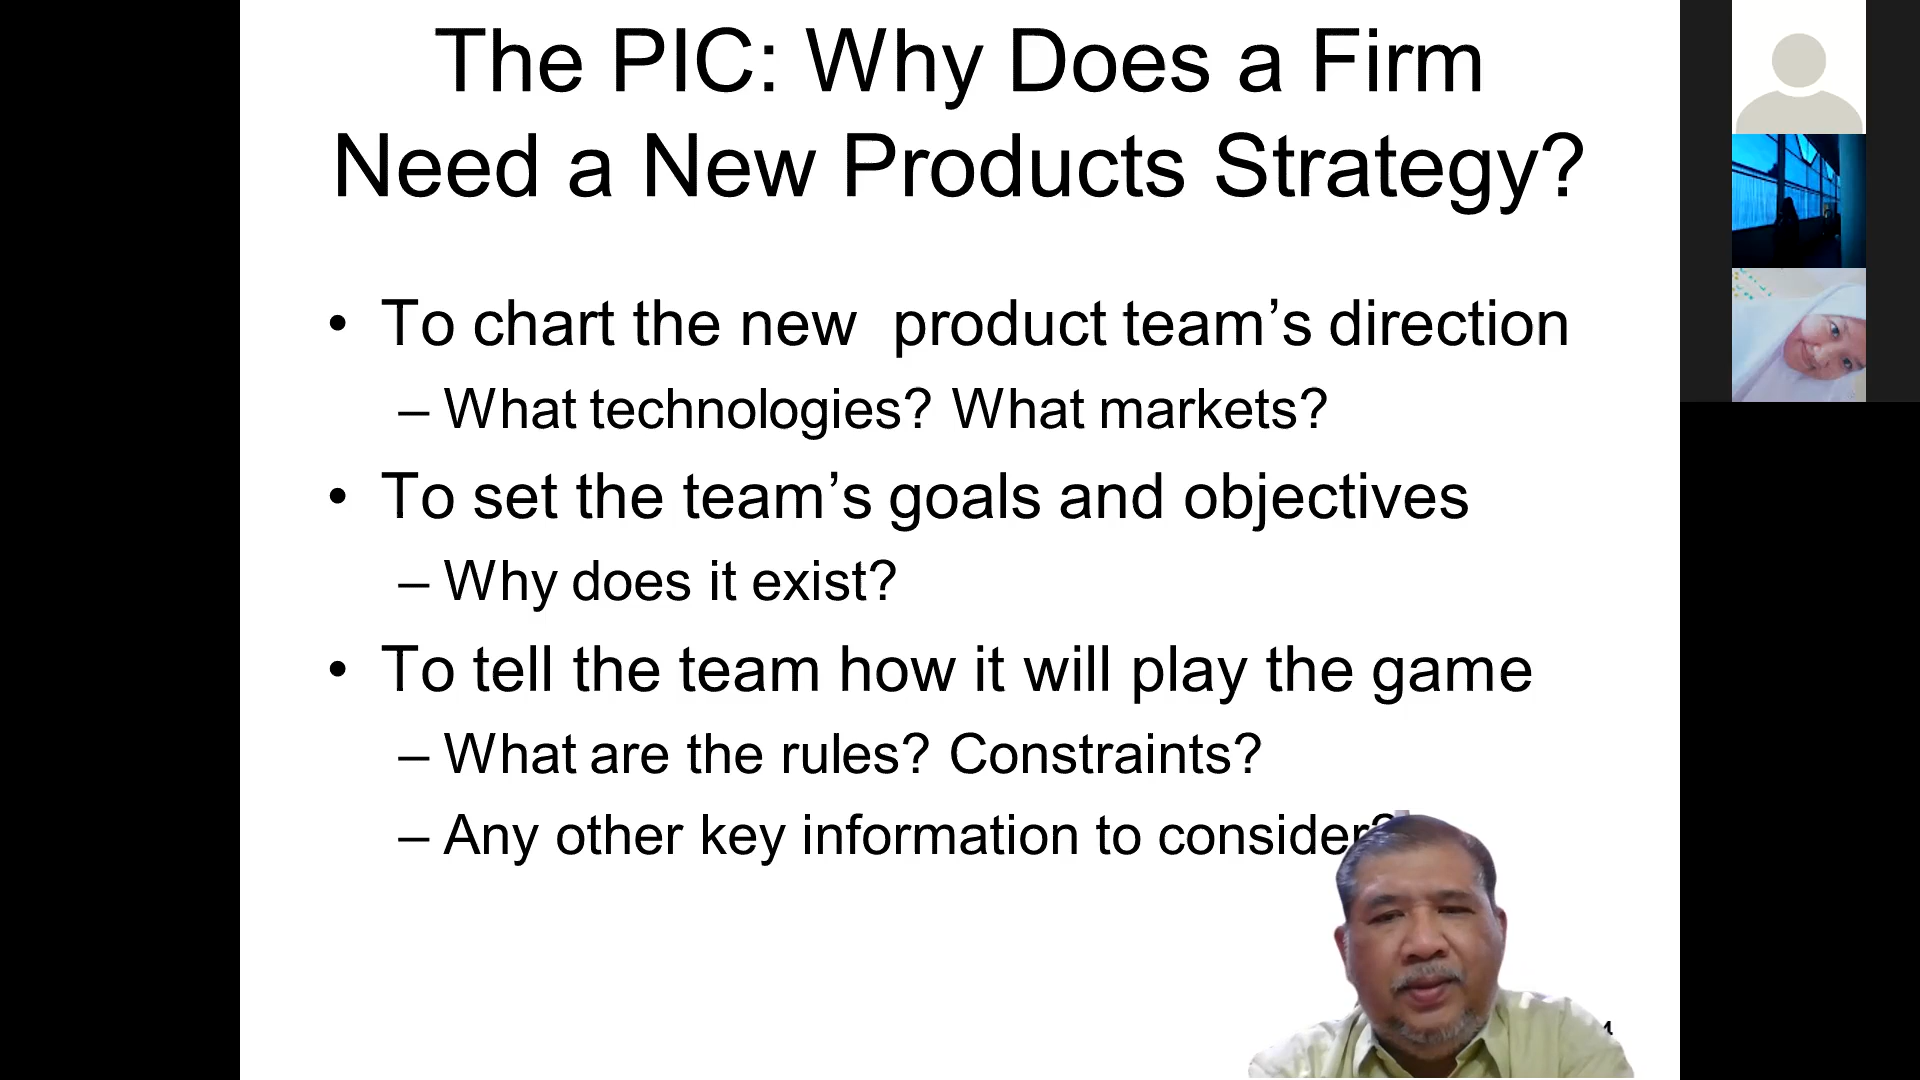 The PIC: Why Does a Firm
Need a New Products Strategy?
• To chart the new  product team’s direction
– What technologies? What markets?
• To set the team’s goals and objectives
– Why does it exist?
• To tell the team how it will play the game
– What are the rules? Constraints?
– Any other key information to consider?